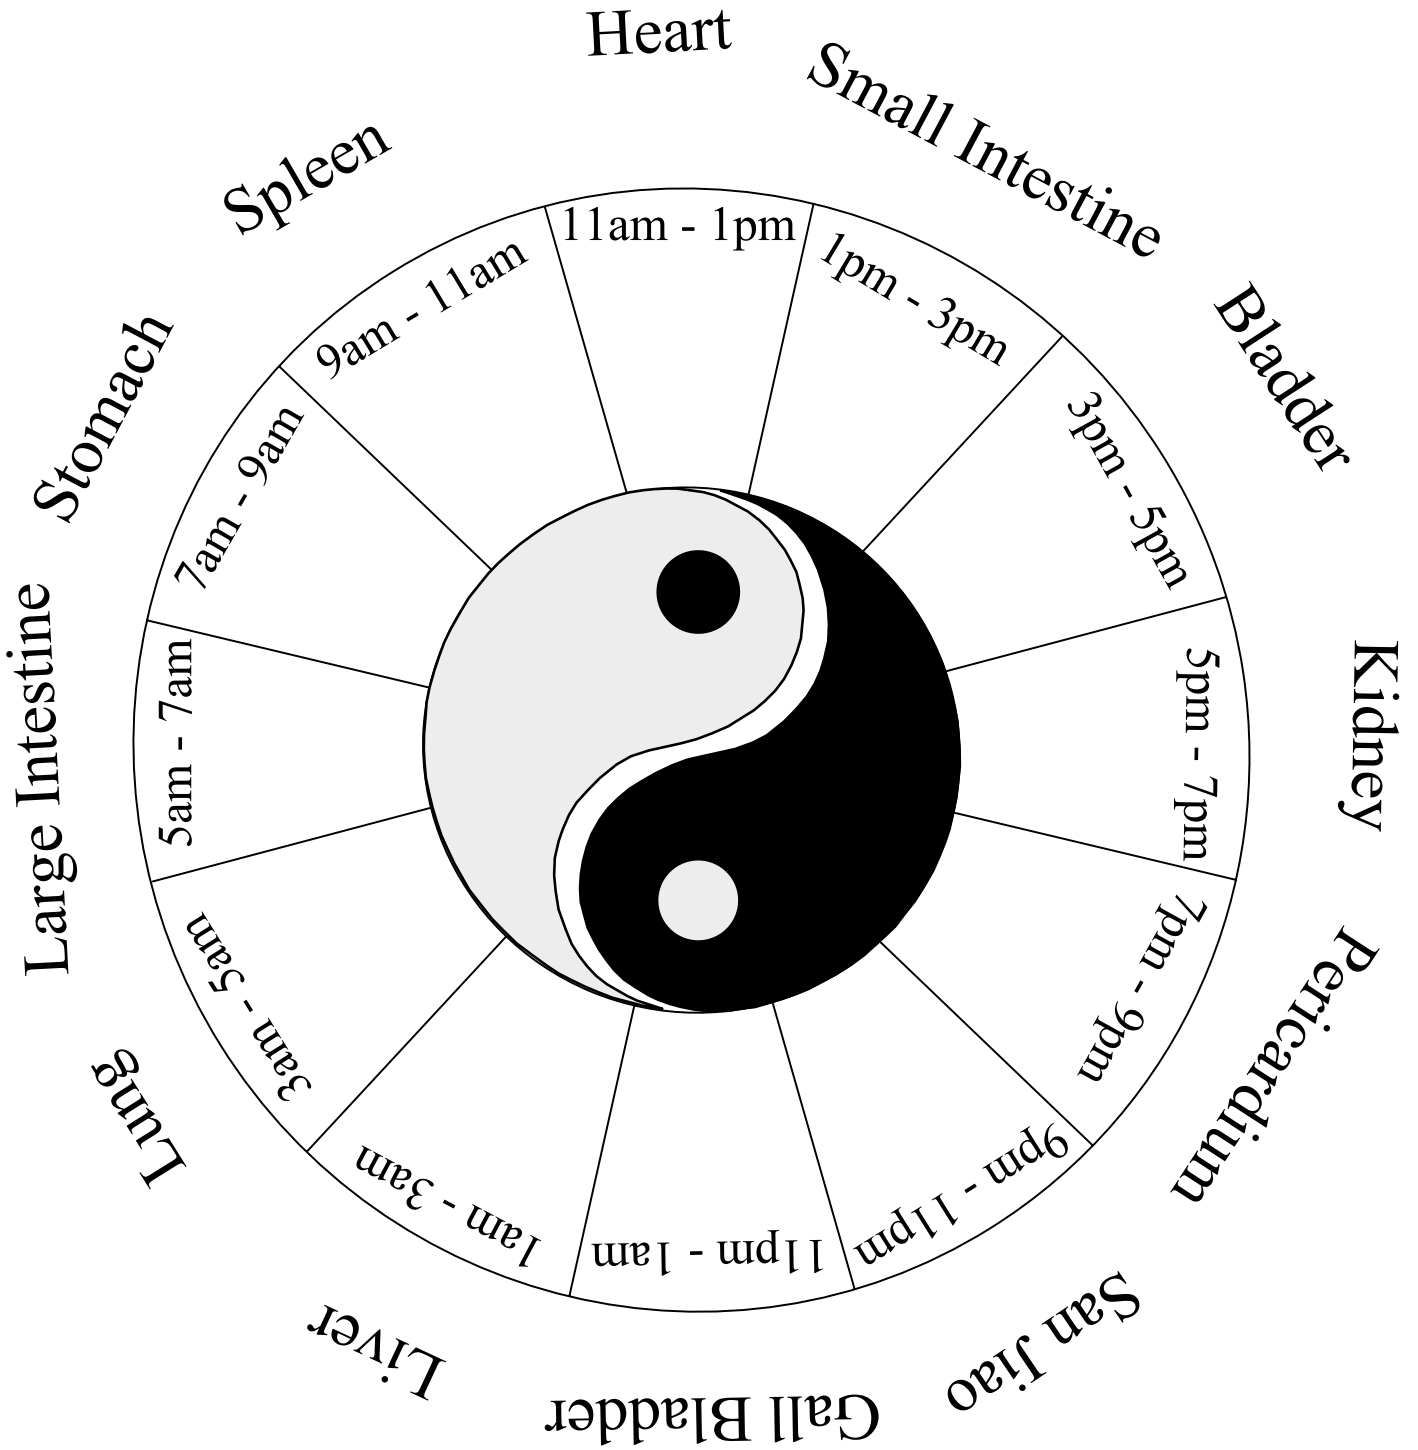 Heart
Small Intestine
Bladder
Kidney
Pericardium
San Jiao
Gall Bladder
Liver
Lung
Large Intestine
Stomach
Spleen
11am - 1pm
1pm - 3pm
3pm - 5pm
5pm - 7pm
7pm - 9pm
9pm - 11pm
11pm - 1am
1am - 3am
3am - 5am
5am - 7am
7am - 9am
9am - 11am